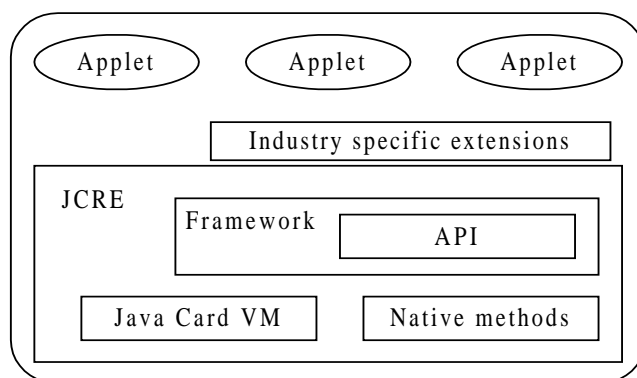 Applet Applet Applet
Industry specific extensions
JCRE
Framework
API
Java Card VM Native methods